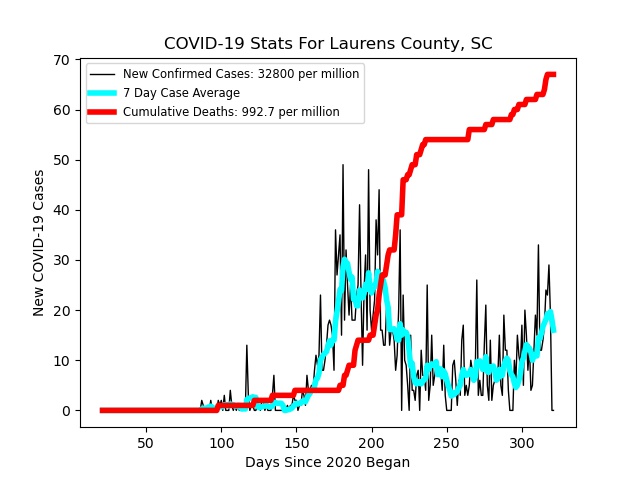 COVID-19 Stats For Laurens County, SC
New Confirmed Cases: 32800 per million
7 Day Case Average
Cumulative Deaths: 992.7 per million
New COVID-19 Cases
70
60
50
40
30
20
10
0
50 100 150 200 250 300
Days Since 2020 Began